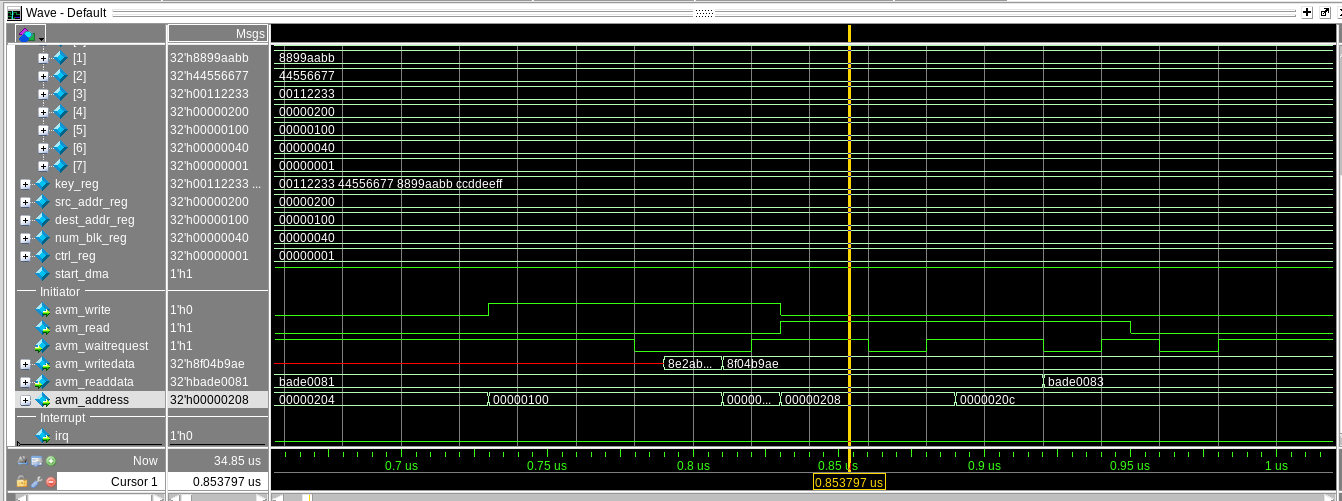 Wave - Default
Msgs
[1] 32'h8899aabb 8899aabb
[2] 32'h44556677 44556677
[3] 32'h00112233 00112233
[4] 32'h00000200 00000200
[5] 32'h00000100 00000100
[6] 32'h00000040 00000040
[7] 32'h00000001 00000001
key_reg 32'h00112233 ... 00112233 44556677 8899aabb ccddeeff
src_addr_reg 32'h00000200 00000200
dest_addr_reg 32'h00000100 00000100
num_blk_reg 32'h00000040 00000040
ctrl_reg 32'h00000001 00000001
start_dma 1'h1
Initiator
avm_write 1'h0
avm_read 1'h1
avm_waitrequest 1'h1
avm_writedata 32'h8f04b9ae 8e2ab... 8f04b9ae
avm_readdata 32'hbade0081 bade0081 bade0083
avm_address 32'h00000208 00000204 00000100 00000... 00000208 0000020c
Interrupt
irq 1'h0
Now 34.85 us 0.7 us 0.75 us 0.8 us 0.85 us 0.9 us 0.95 us 1 us
Cursor 1 0.853797 us 0.853797 us